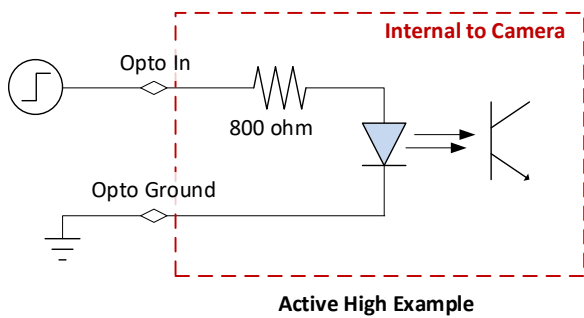 Internal to Camera
Opto In
800 ohm
Opto Ground
Active High Example